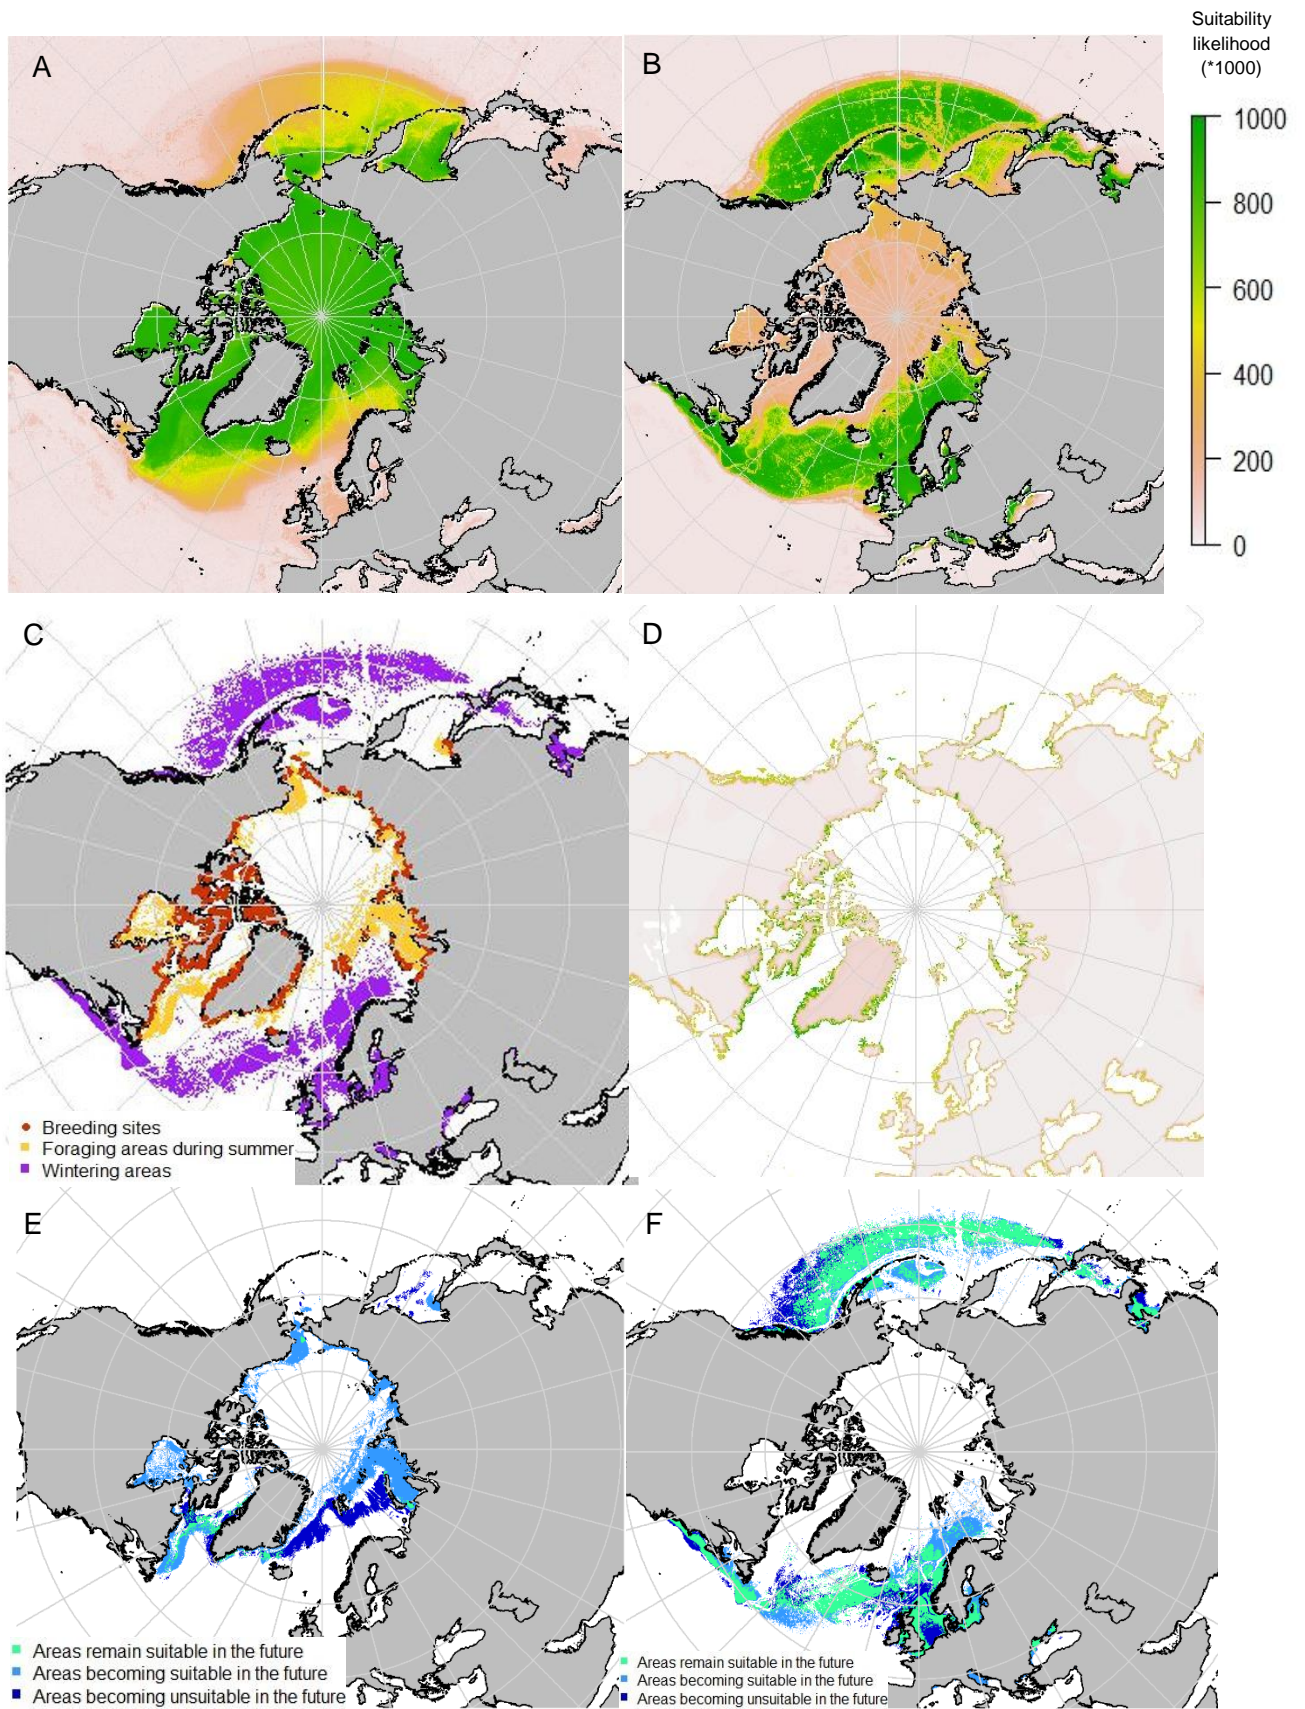 Suitability
likelihood
(*1000)
A
B
1000
800
600
400
200
0
C
D
Breeding sites
Foraging areas during summer
Wintering areas
E
F
Areas remain suitable in the future
Areas becoming suitable in the future
Areas becoming unsuitable in the future
Areas remain suitable in the future
Areas becoming suitable in the future
Areas becoming unsuitable in the future